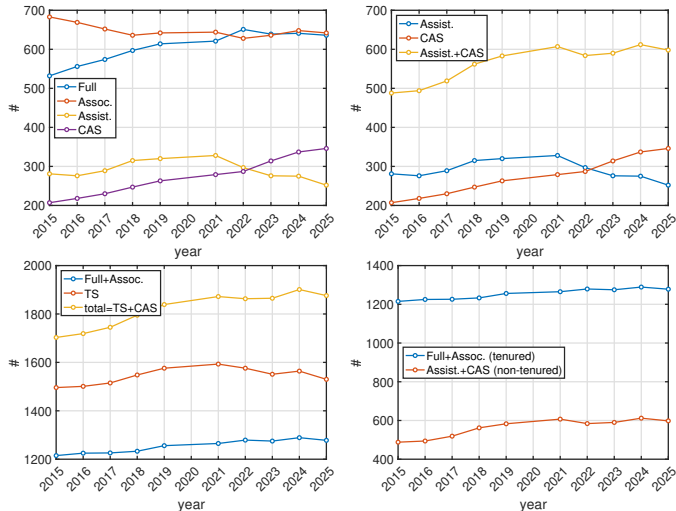 700
600
500
400
300
200
#
Full
Assoc.
Assist.
CAS
2015 2016 2017 2018 2019 2020 2021 2022 2023 2024 2025
year
700
600
500
400
300
200
#
Assist.
CAS
Assist.+CAS
2015 2016 2017 2018 2019 2020 2021 2022 2023 2024 2025
year
2000
1800
1600
1400
1200
#
Full+Assoc.
TS
total=TS+CAS
2015 2016 2017 2018 2019 2020 2021 2022 2023 2024 2025
year
1400
1200
1000
800
600
400
#
Full+Assoc. (tenured)
Assist.+CAS (non-tenured)
2015 2016 2017 2018 2019 2020 2021 2022 2023 2024 2025
year